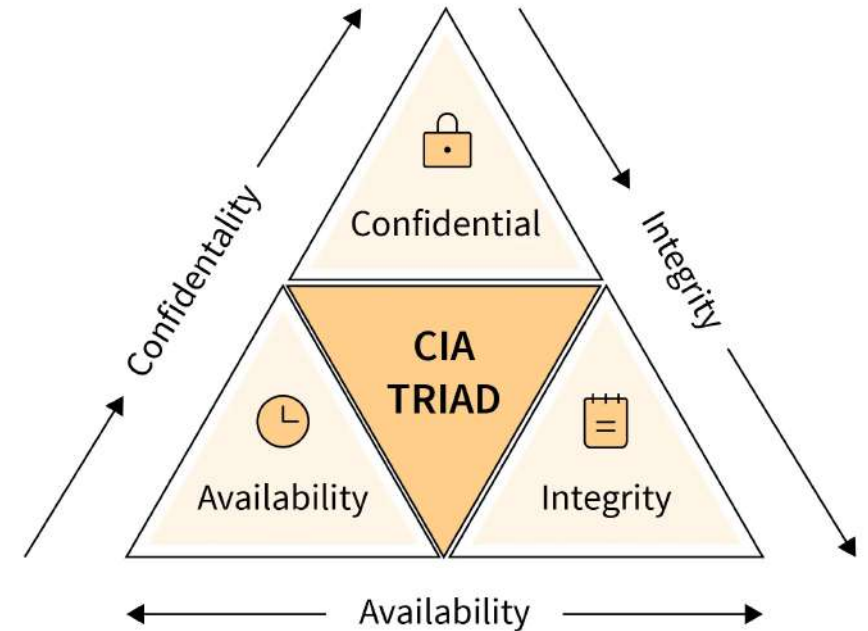 Confidential
Confidentality
Integrity
CIA
TRIAD
Availability
Integrity
Availability